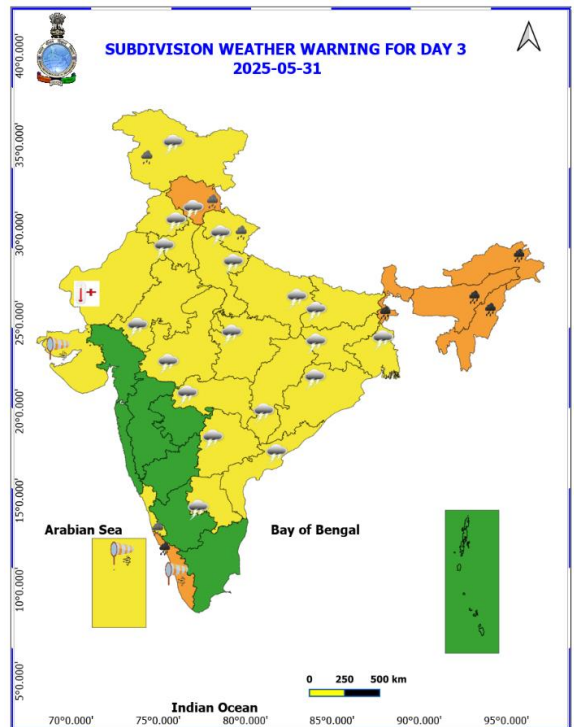 SUBDIVISION WEATHER WARNING FOR DAY 3
2025-05-31
40°0.000'
35°0.000'
30°0.000'
25°0.000'
20°0.000'
15°0.000'
10°0.000'
5°0.000'
Arabian Sea
Bay of Bengal
0 250 500 km
Indian Ocean
70°0.000' 75°0.000' 80°0.000' 85°0.000' 90°0.000' 95°0.000'